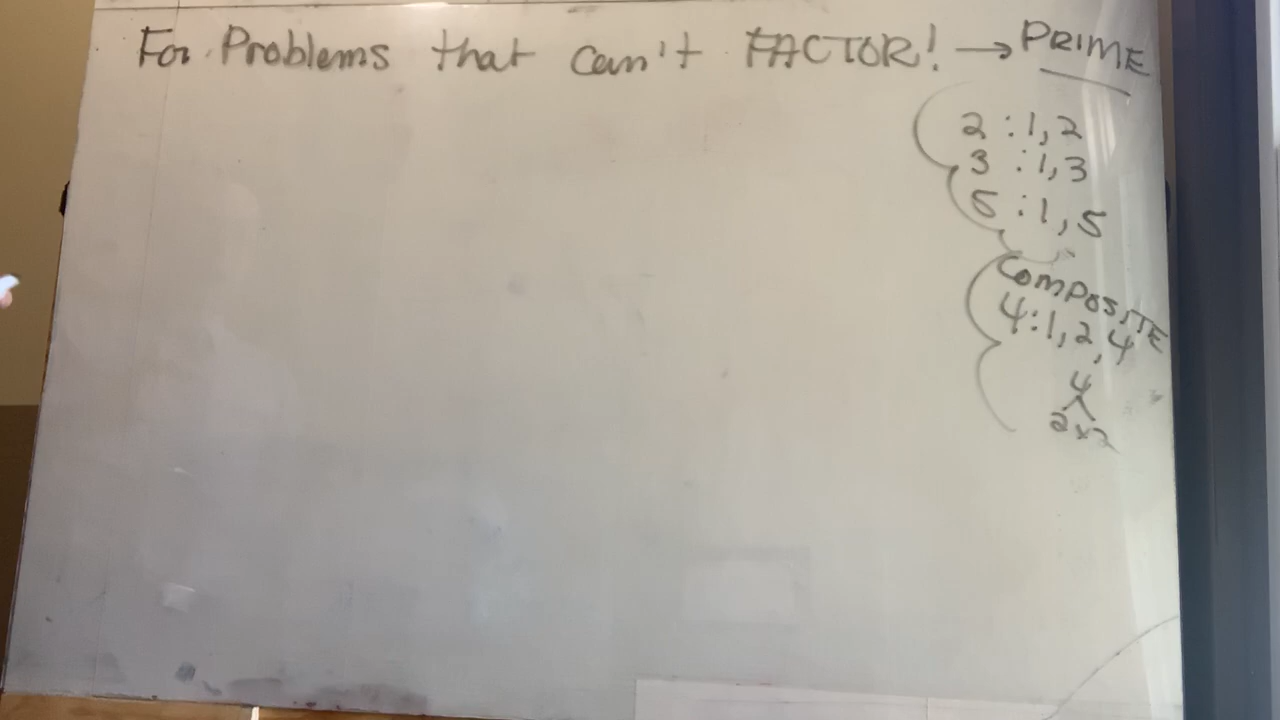 For Problems that can't FACTOR! → PRIME
2 : 1, 2
3 : 1, 3
5 : 1, 5
COMPOSITE
4 : 1, 2, 4
4
2 x 2